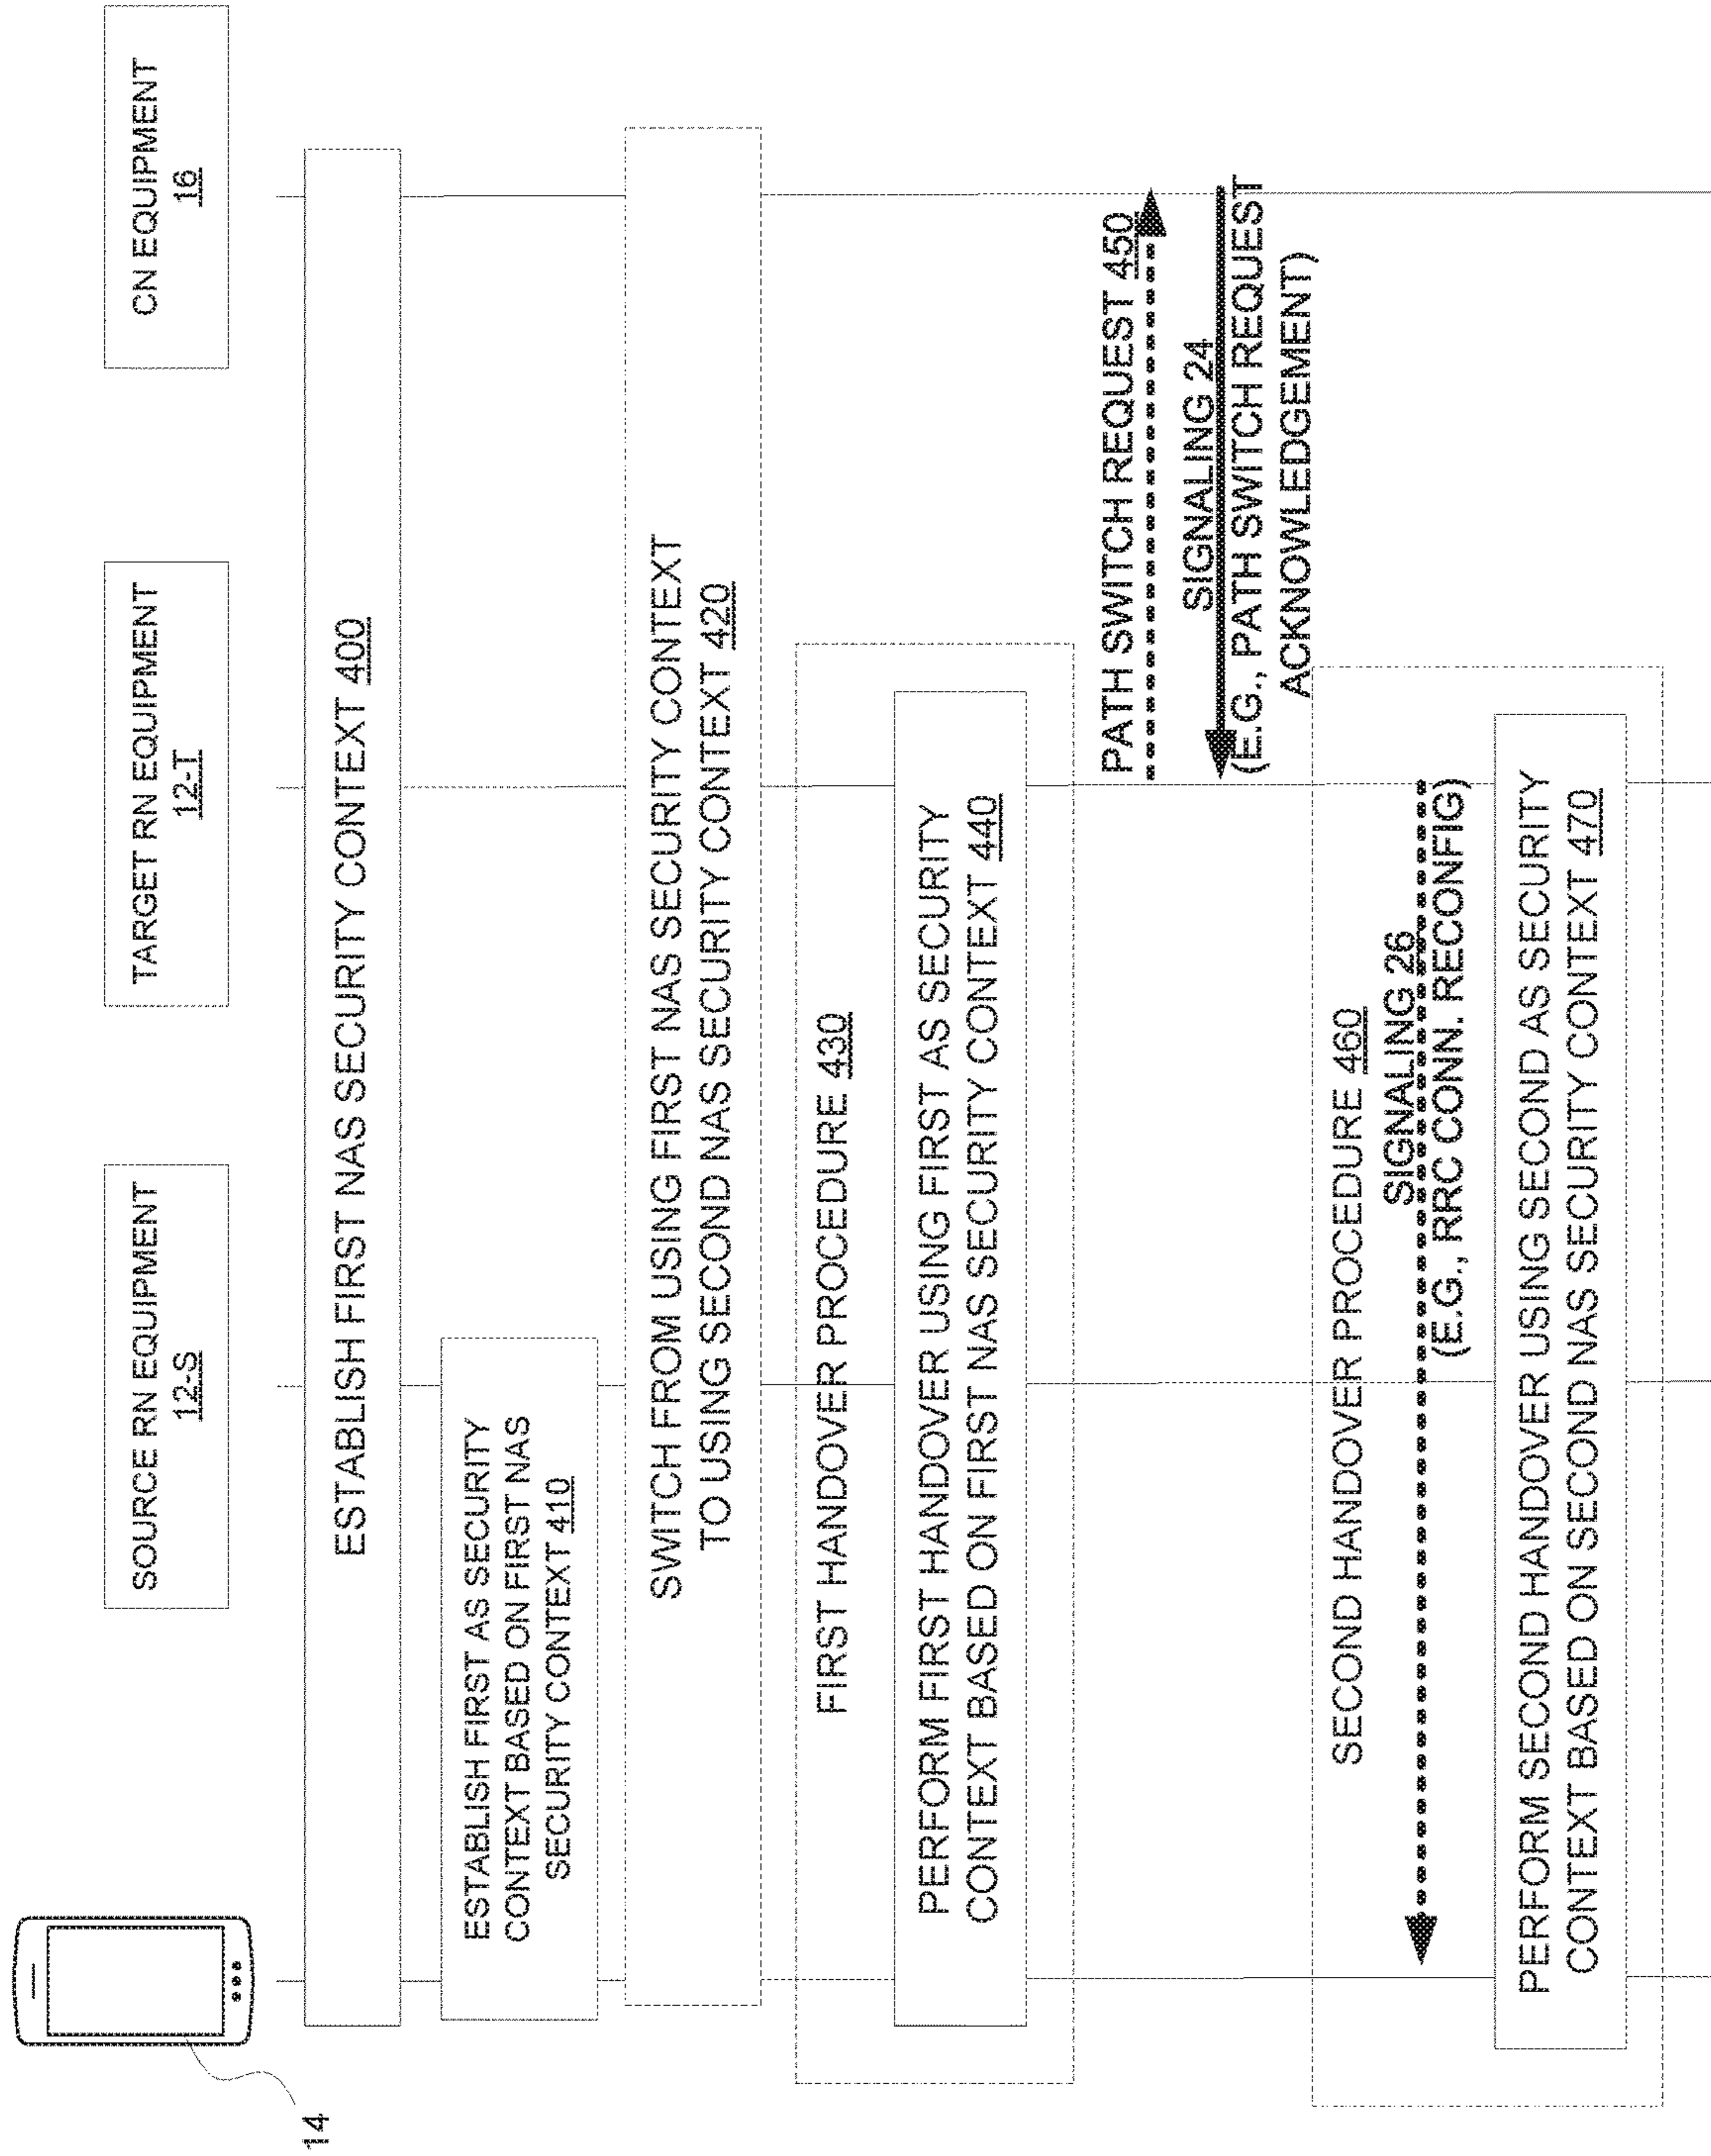 14
SOURCE RN EQUIPMENT
12-S
TARGET RN EQUIPMENT
12-T
CN EQUIPMENT
16
ESTABLISH FIRST NAS SECURITY CONTEXT 400
ESTABLISH FIRST AS SECURITY
CONTEXT BASED ON FIRST NAS
SECURITY CONTEXT 410
SWITCH FROM USING FIRST NAS SECURITY CONTEXT
TO USING SECOND NAS SECURITY CONTEXT 420
FIRST HANDOVER PROCEDURE 430
PERFORM FIRST HANDOVER USING FIRST AS SECURITY
CONTEXT BASED ON FIRST NAS SECURITY CONTEXT 440
PATH SWITCH REQUEST 450
SIGNALING 24
(E.G., PATH SWITCH REQUEST
ACKNOWLEDGEMENT)
SECOND HANDOVER PROCEDURE 460
SIGNALING 26
(E.G., RRC CONN. RECONFIG)
PERFORM SECOND HANDOVER USING SECOND AS SECURITY
CONTEXT BASED ON SECOND NAS SECURITY CONTEXT 470